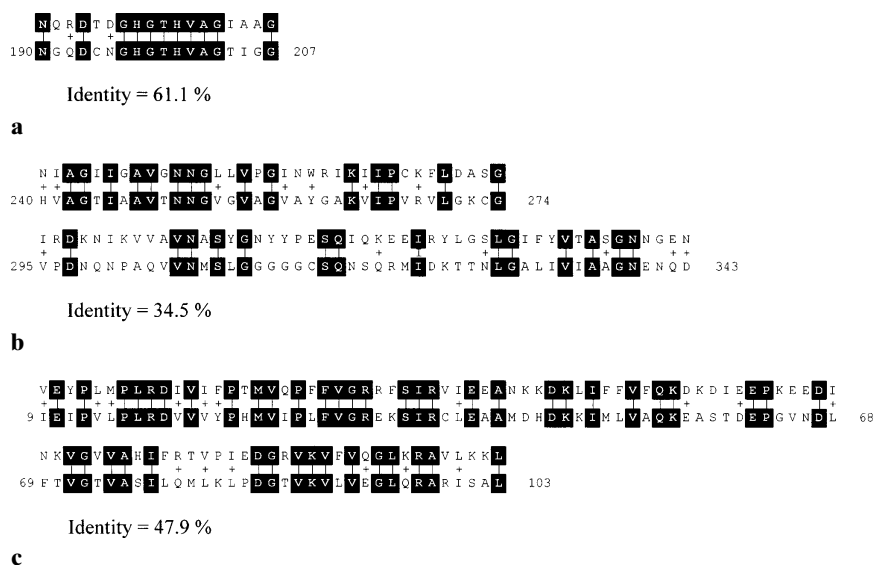 NQRDTDGHGTHVAGIAAG
+ +
190 NGQDCNGHGTHVAGTIGG 207
Identity = 61.1 %
a
NIAGIIGAVGNNGLLVPGINWRIKIIPCKFLDASG
++ + + + + +
240 HVAGTIAAVTNNGVGVAGVAYGAKVIPVRVLGKCG 274
IRDKNIKVVAVNASYGNYYPESQIQKEEIRYLGSLGIFYVTASGNNGEN
+ + + + +
295 VPDNQNPAQVVNMSLGGGGGCSQNSQRMIDKTTNLGALIVIAAGNENQD 343
Identity = 34.5 %
b
VEYPLMPLRDIVIFPTMVQPFFVGRRFSIRVIEEANKKDKLIFFVFQKDKDIEEPKEEDI
+ ++ + + + + + +
9 IEIPVLPLRDVVVYPHMVIPLFVGREKSIRCLEAAMDHDKKIMLVAQKEASTDEPGVNDL 68
NKVGVVAHIFRTVPIEDGRVKVFVQGLKRAVLKKL
+ + + + + +
69 FTVGTVASILQMLKLPDGTVKVLVEGLQRARISAL 103
Identity = 47.9 %
c